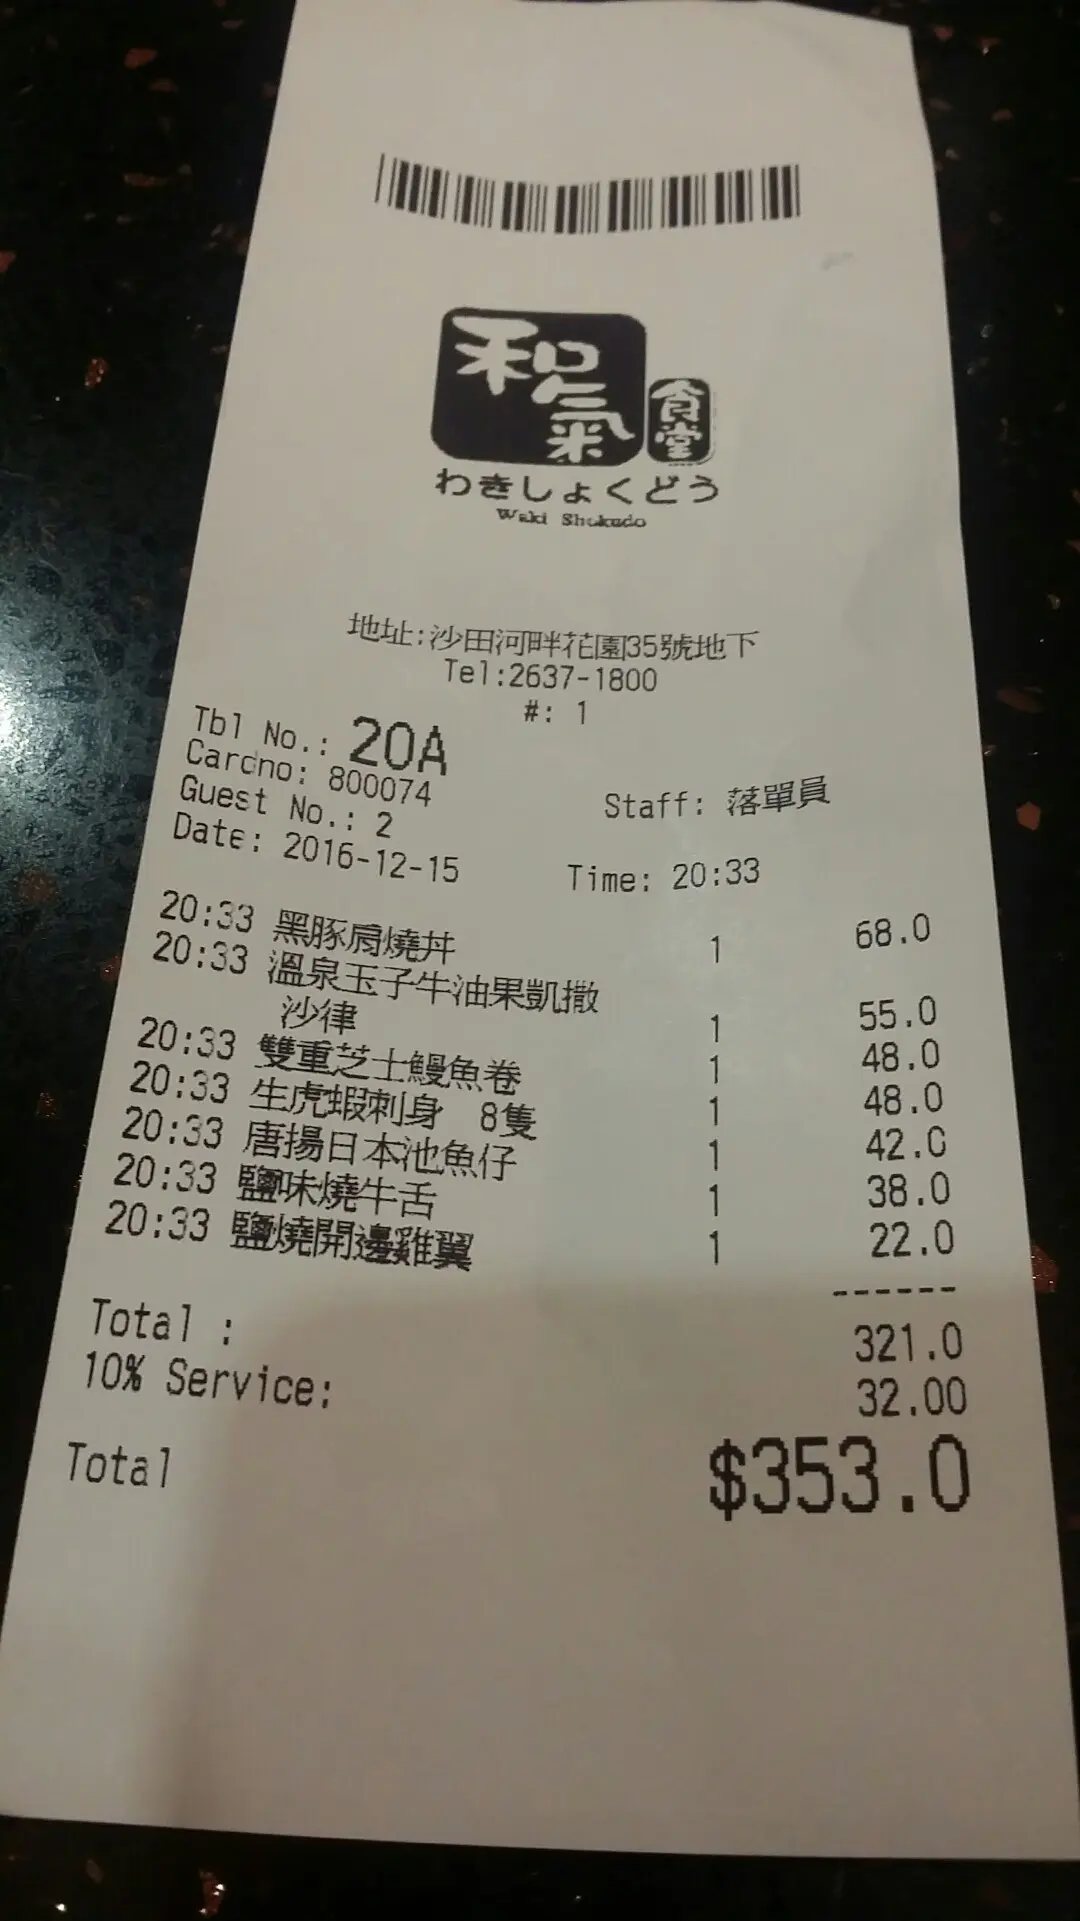 和氣
食堂
わきしょくどう
Waki Shokudo
地址:沙田河畔花園35號地下
Tel:2637-1800
#: 1
Tbl No.: 20A
Cardno: 800074 Staff: 落單員
Guest No.: 2
Date: 2016-12-15 Time: 20:33
20:33 黑豚肩燒丼 1 68.0
20:33 溫泉玉子牛油果凱撒
沙律 1 55.0
20:33 雙重芝士鰻魚卷 1 48.0
20:33 生虎蝦刺身 8隻 1 48.0
20:33 唐揚日本池魚仔 1 42.0
20:33 鹽味燒牛舌 1 38.0
20:33 鹽燒開邊雞翼 1 22.0
------
Total : 321.0
10% Service: 32.00
Total $353.0